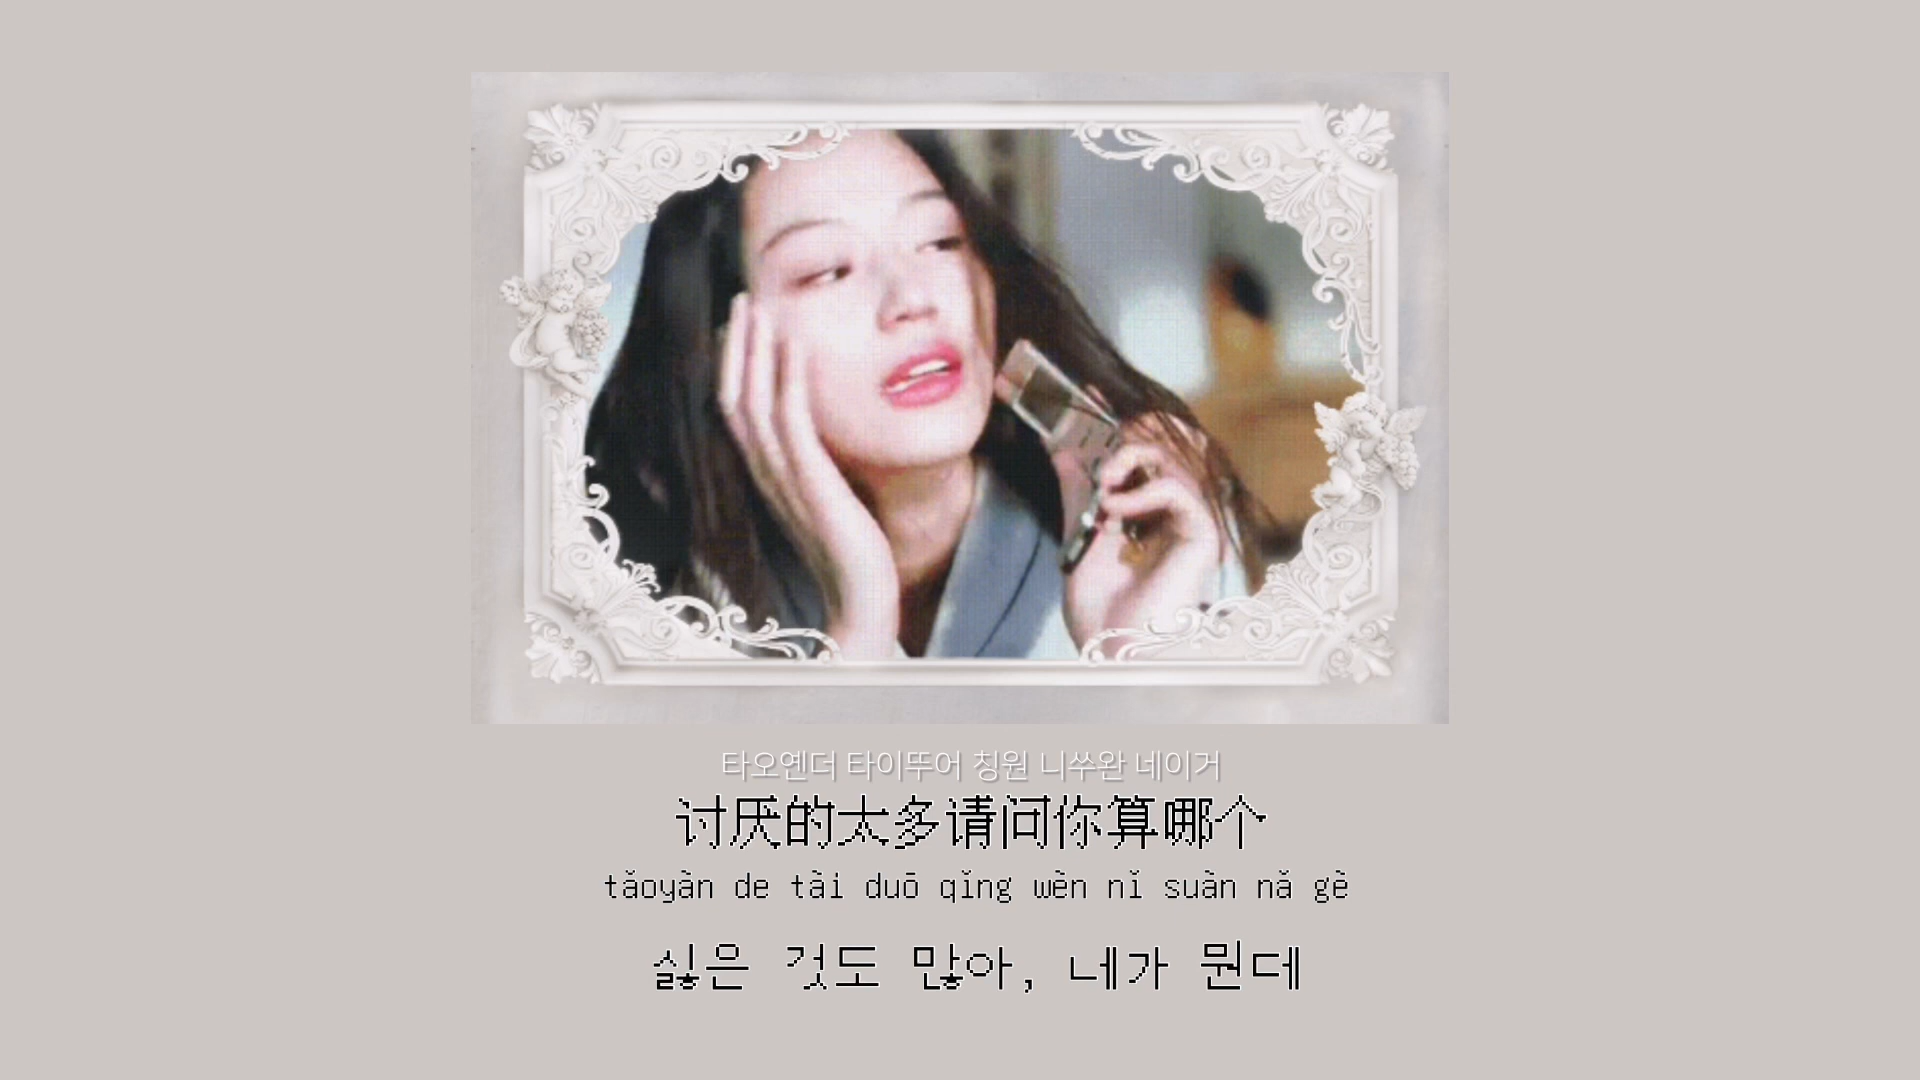 타오옌더 타이뚜어 칭원 니쑤완 네이거
讨厌的太多请问你算哪个
tǎoyàn de tài duō qǐng wèn nǐ suàn nǎ gè
싫은 것도 많아, 네가 뭔데